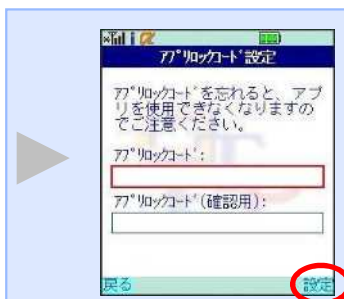 ｱﾌﾟﾘﾛｯｸｺｰﾄﾞ設定
ｱﾌﾟﾘﾛｯｸｺｰﾄﾞを忘れると、アプ
リを使用できなくなりますの
でご注意ください。
ｱﾌﾟﾘﾛｯｸｺｰﾄﾞ:
ｱﾌﾟﾘﾛｯｸｺｰﾄﾞ(確認用):
戻る 設定